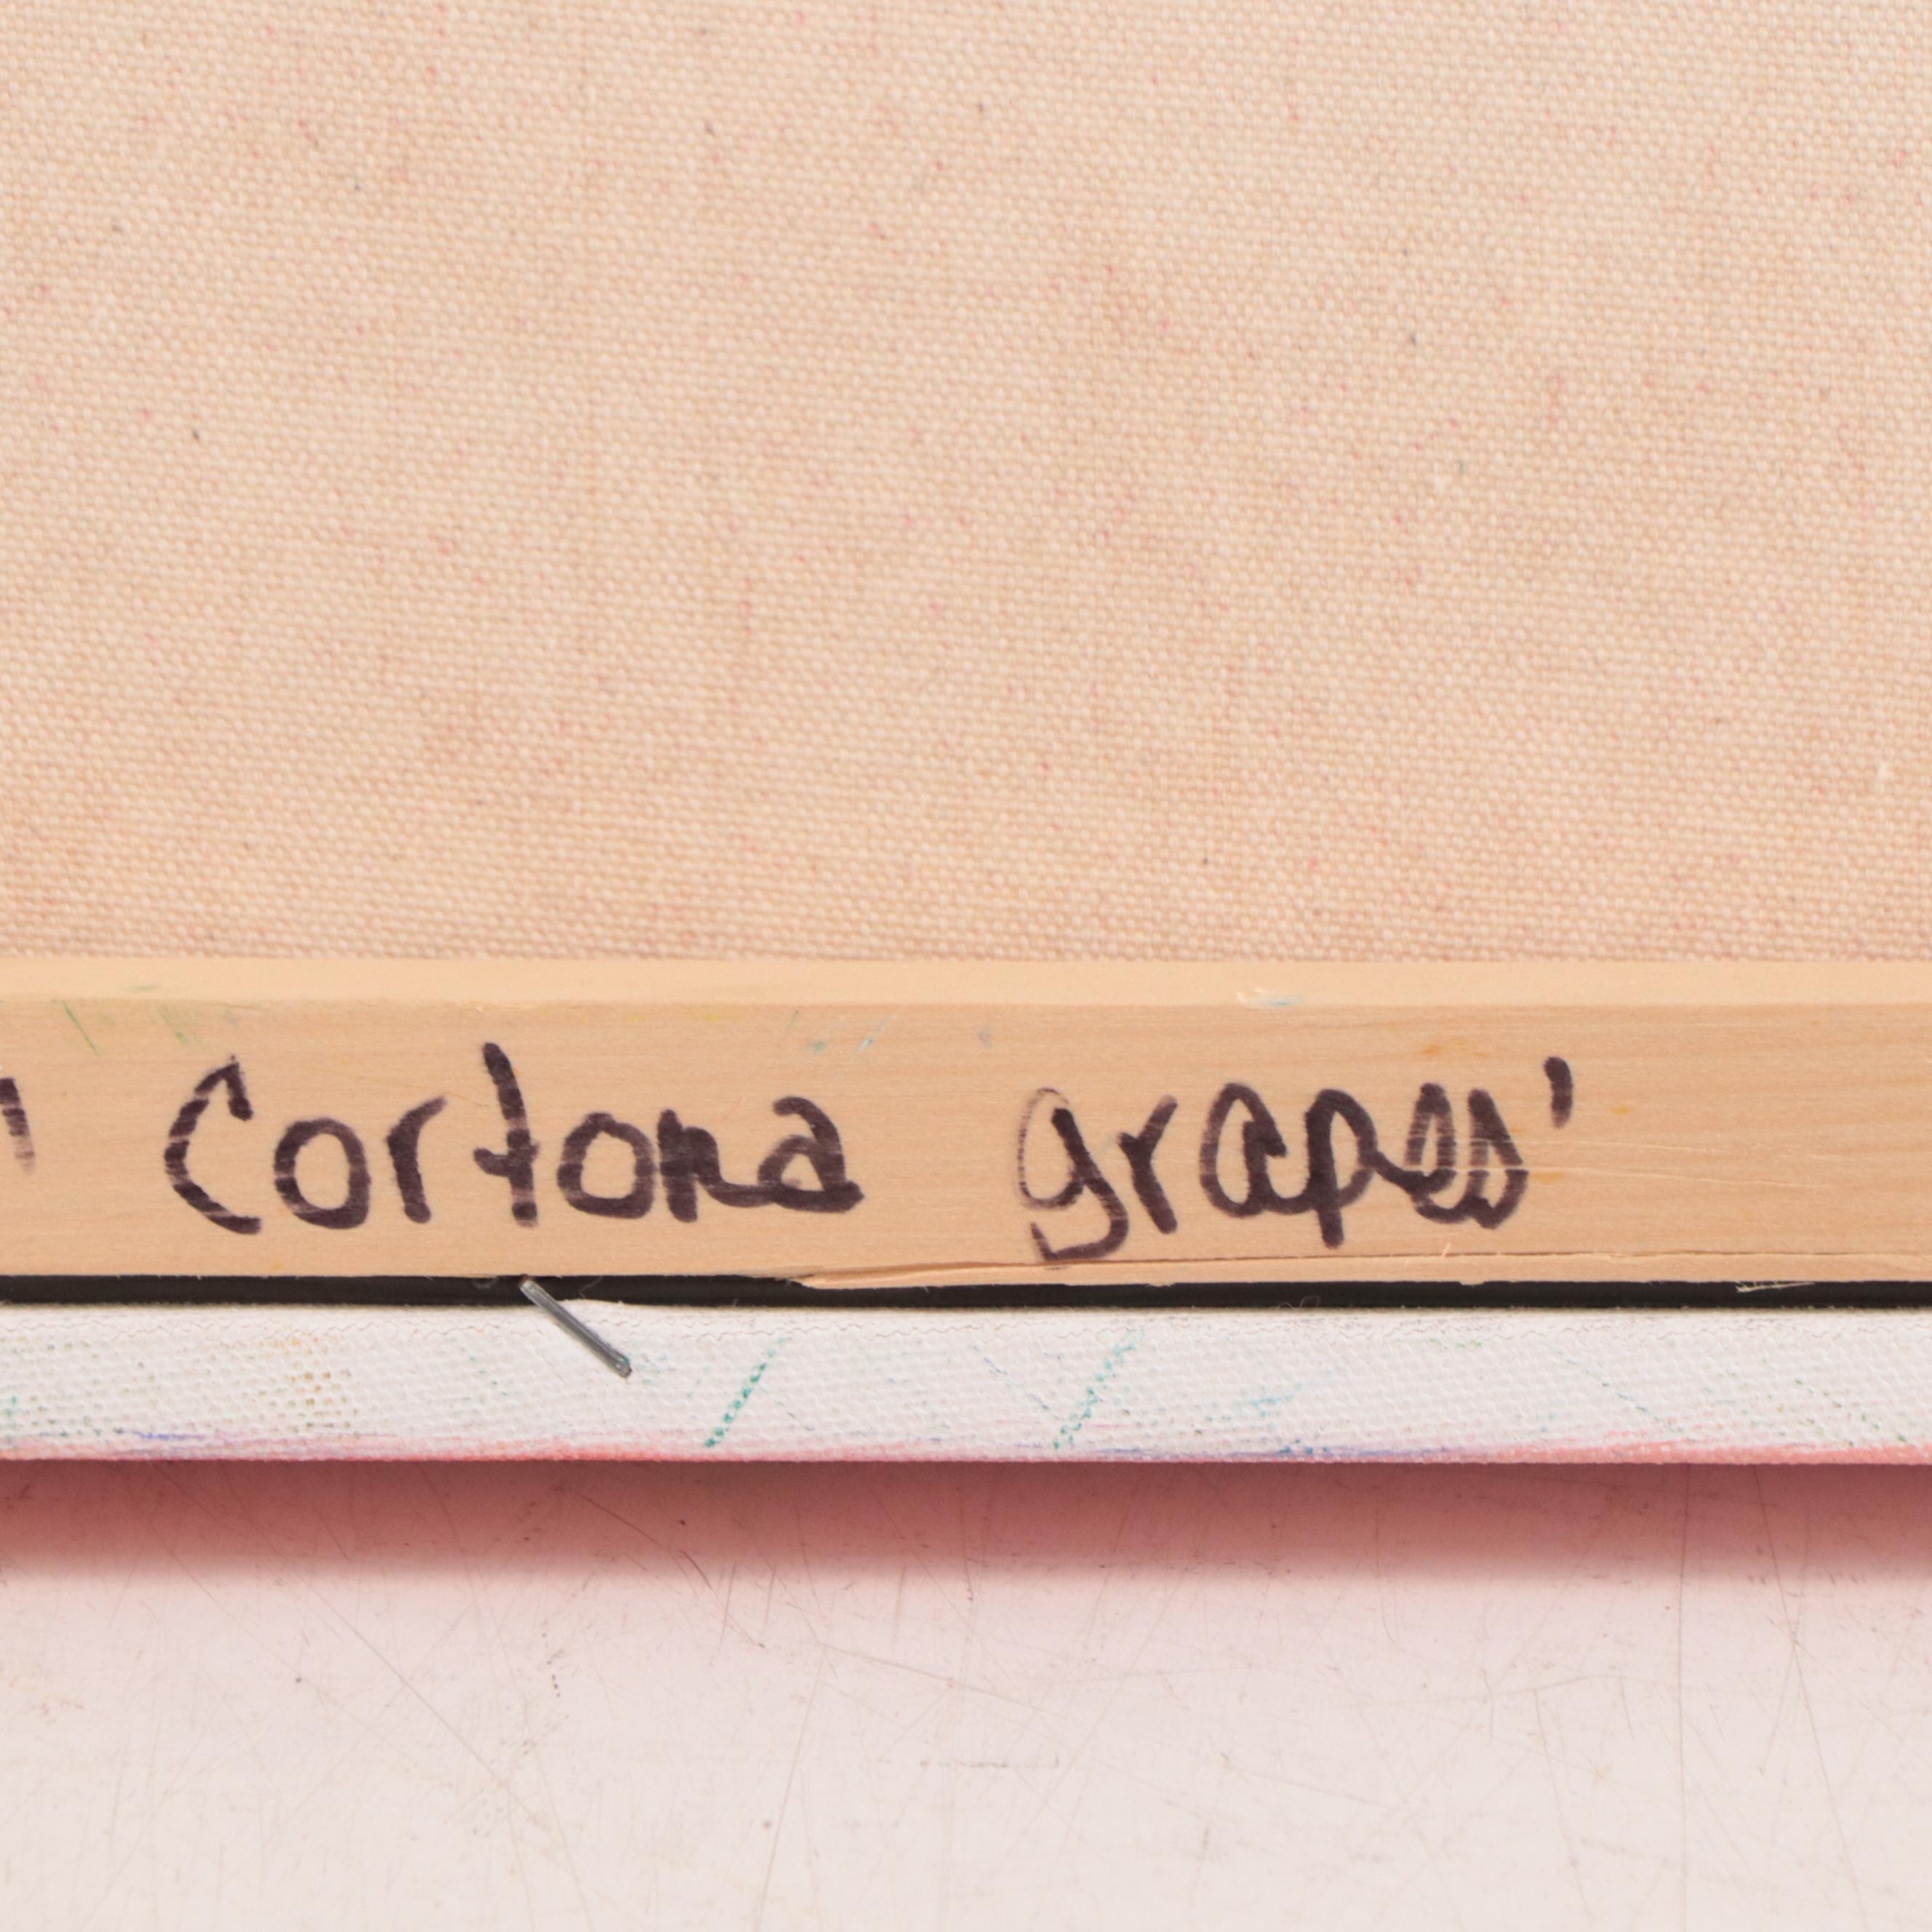 ' Cortona grapes'